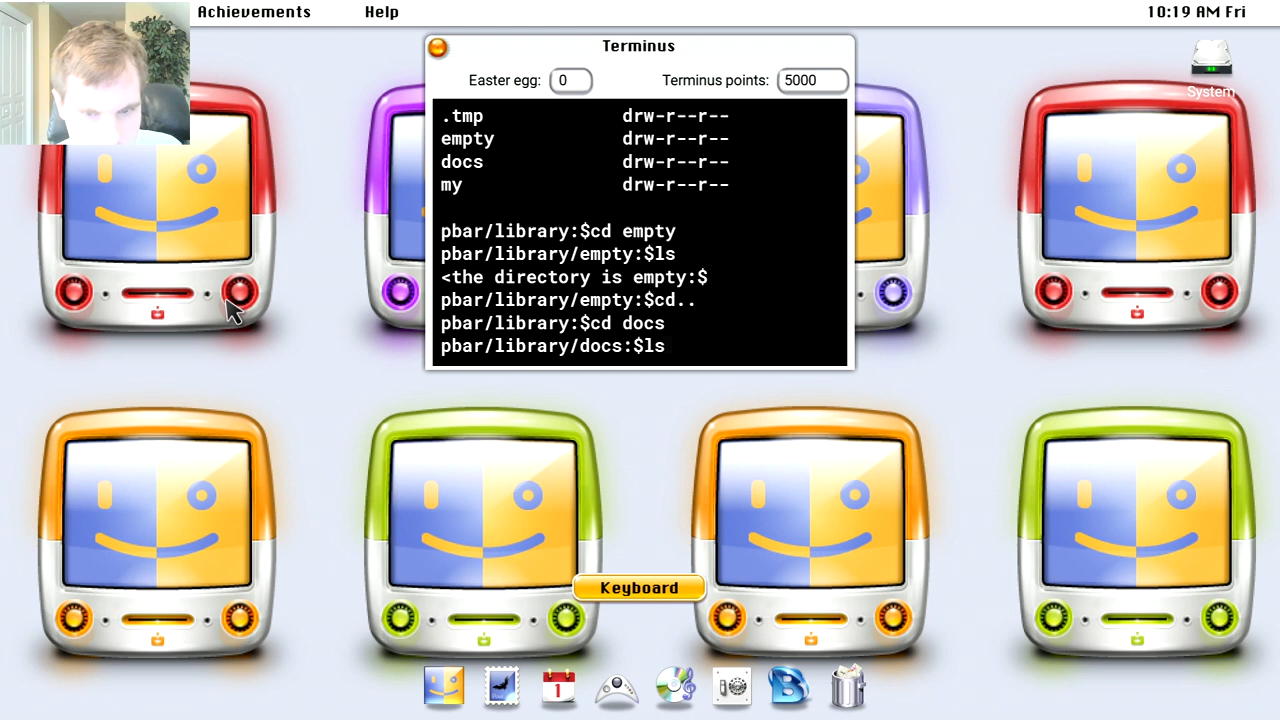 Achievements Help 10:19 AM Fri
Terminus
Easter egg: 0 Terminus points: 5000
System
.tmp drw-r--r--
empty drw-r--r--
docs drw-r--r--
my drw-r--r--
pbar/library:$cd empty
pbar/library/empty:$ls
<the directory is empty:$
pbar/library/empty:$cd..
pbar/library:$cd docs
pbar/library/docs:$ls
Keyboard
1
B